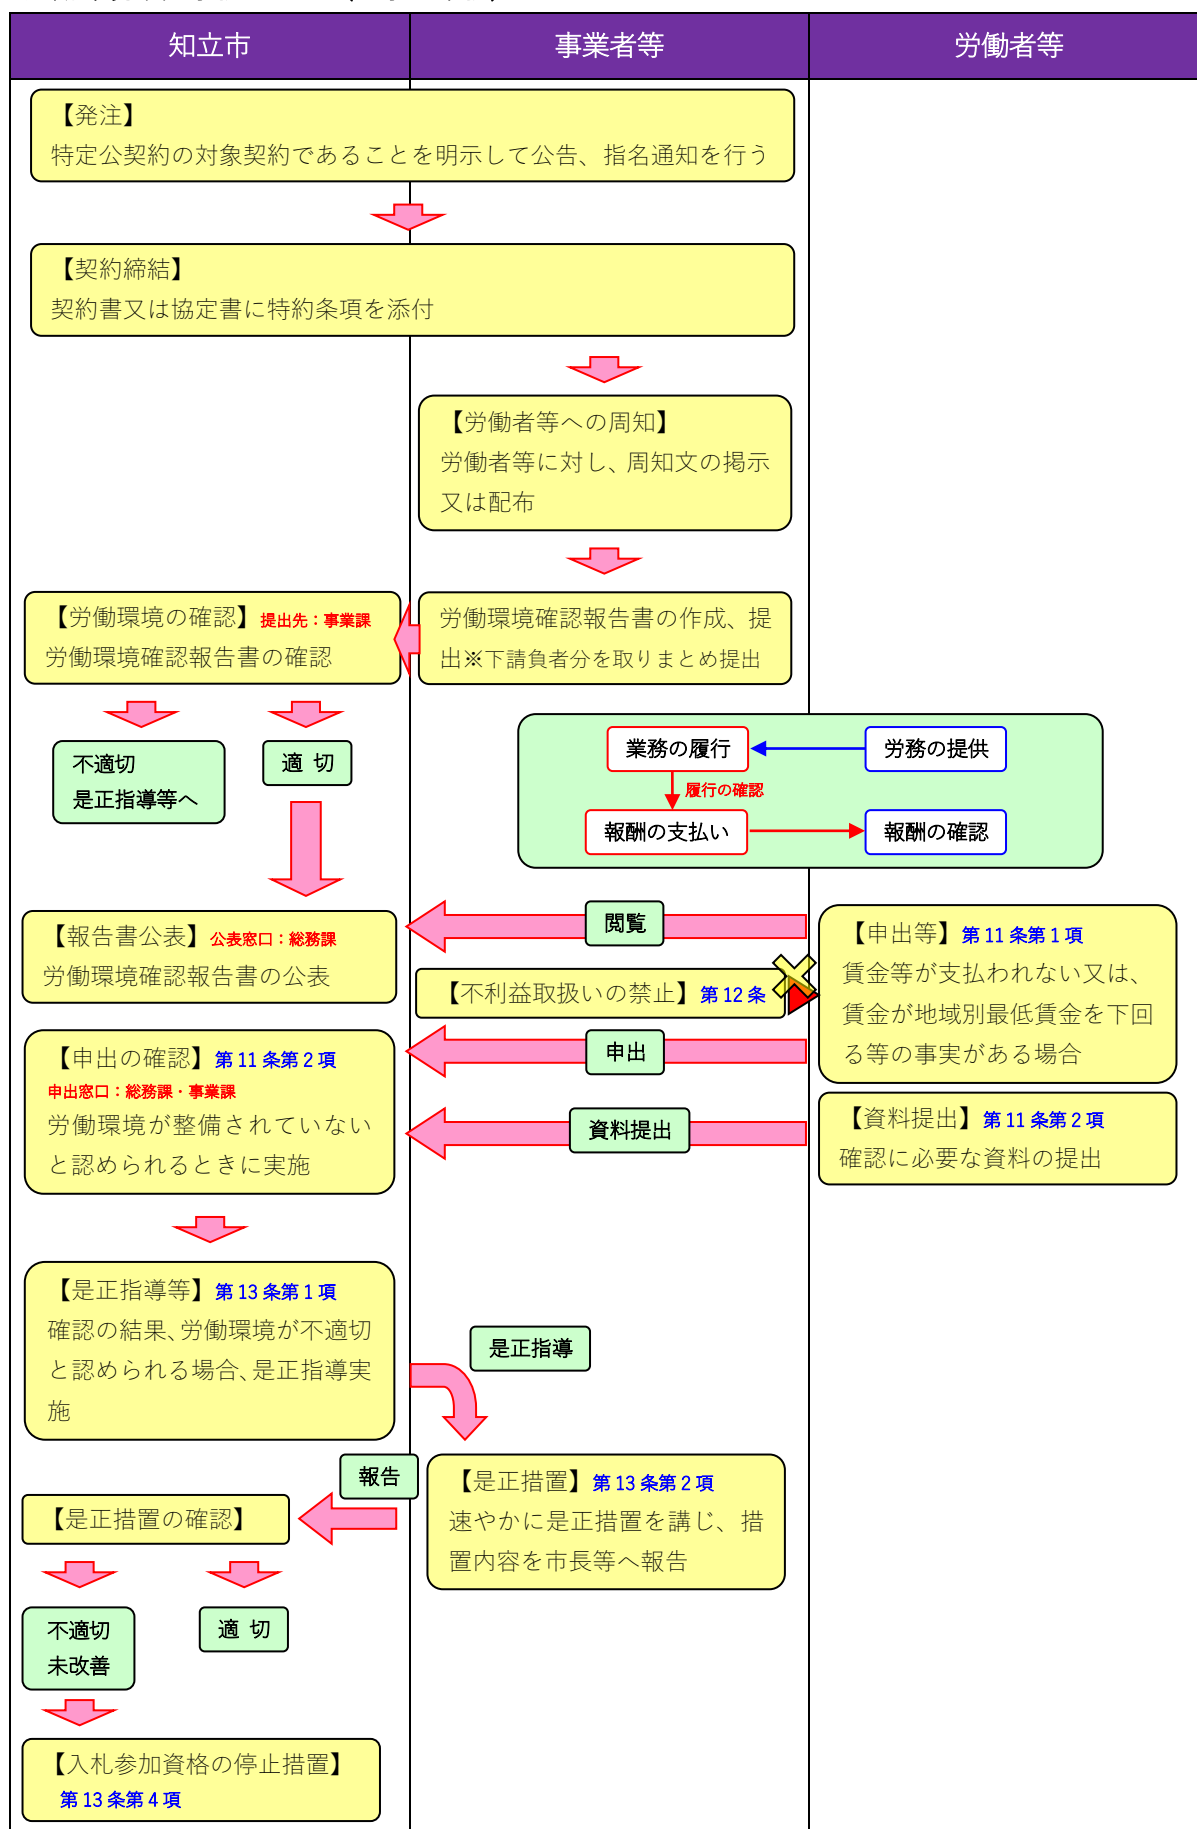 知立市
事業者等
労働者等
【発注】
特定公契約の対象契約であることを明示して公告、指名通知を行う
【契約締結】
契約書又は協定書に特約条項を添付
【労働者等への周知】
労働者等に対し、周知文の掲示
又は配布
【労働環境の確認】提出先：事業課
労働環境確認報告書の確認
労働環境確認報告書の作成、提
出※下請負者分を取りまとめ提出
不適切
是正指導等へ
適 切
業務の履行
労務の提供
履行の確認
報酬の支払い
報酬の確認
【報告書公表】公表窓口：総務課
労働環境確認報告書の公表
閲覧
【申出等】第11条第1項
賃金等が支払われない又は、
賃金が地域別最低賃金を下回
る等の事実がある場合
【不利益取扱いの禁止】第12条
【申出の確認】第11条第2項
申出窓口：総務課・事業課
労働環境が整備されていない
と認められるときに実施
申出
資料提出
【資料提出】第11条第2項
確認に必要な資料の提出
【是正指導等】第13条第1項
確認の結果、労働環境が不適切
と認められる場合、是正指導実
施
是正指導
報告
【是正措置】第13条第2項
速やかに是正措置を講じ、措
置内容を市長等へ報告
【是正措置の確認】
不適切
未改善
適 切
【入札参加資格の停止措置】
第13条第4項